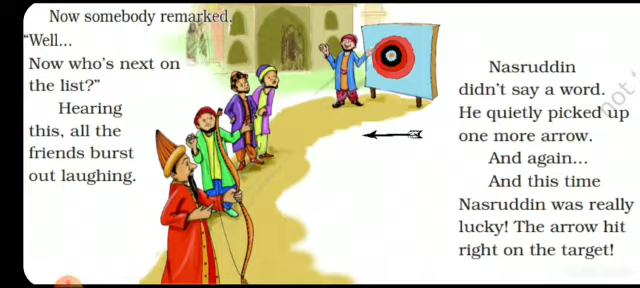 Now somebody remarked,
“Well...
Now who’s next on
the list?”
Hearing
this, all the
friends burst
out laughing.
Nasruddin
didn’t say a word.
He quietly picked up
one more arrow.
And again...
And this time
Nasruddin was really
lucky! The arrow hit
right on the target!
not